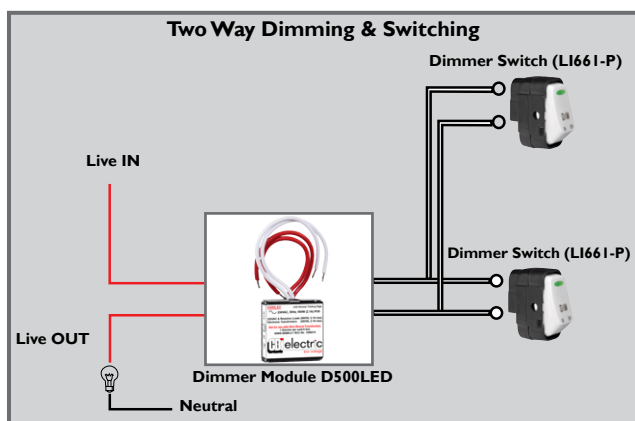 Two Way Dimming & Switching
Dimmer Switch (LI661-P)
Live IN
Dimmer Switch (LI661-P)
Live OUT
electric
Dimmer Module D500LED
Neutral